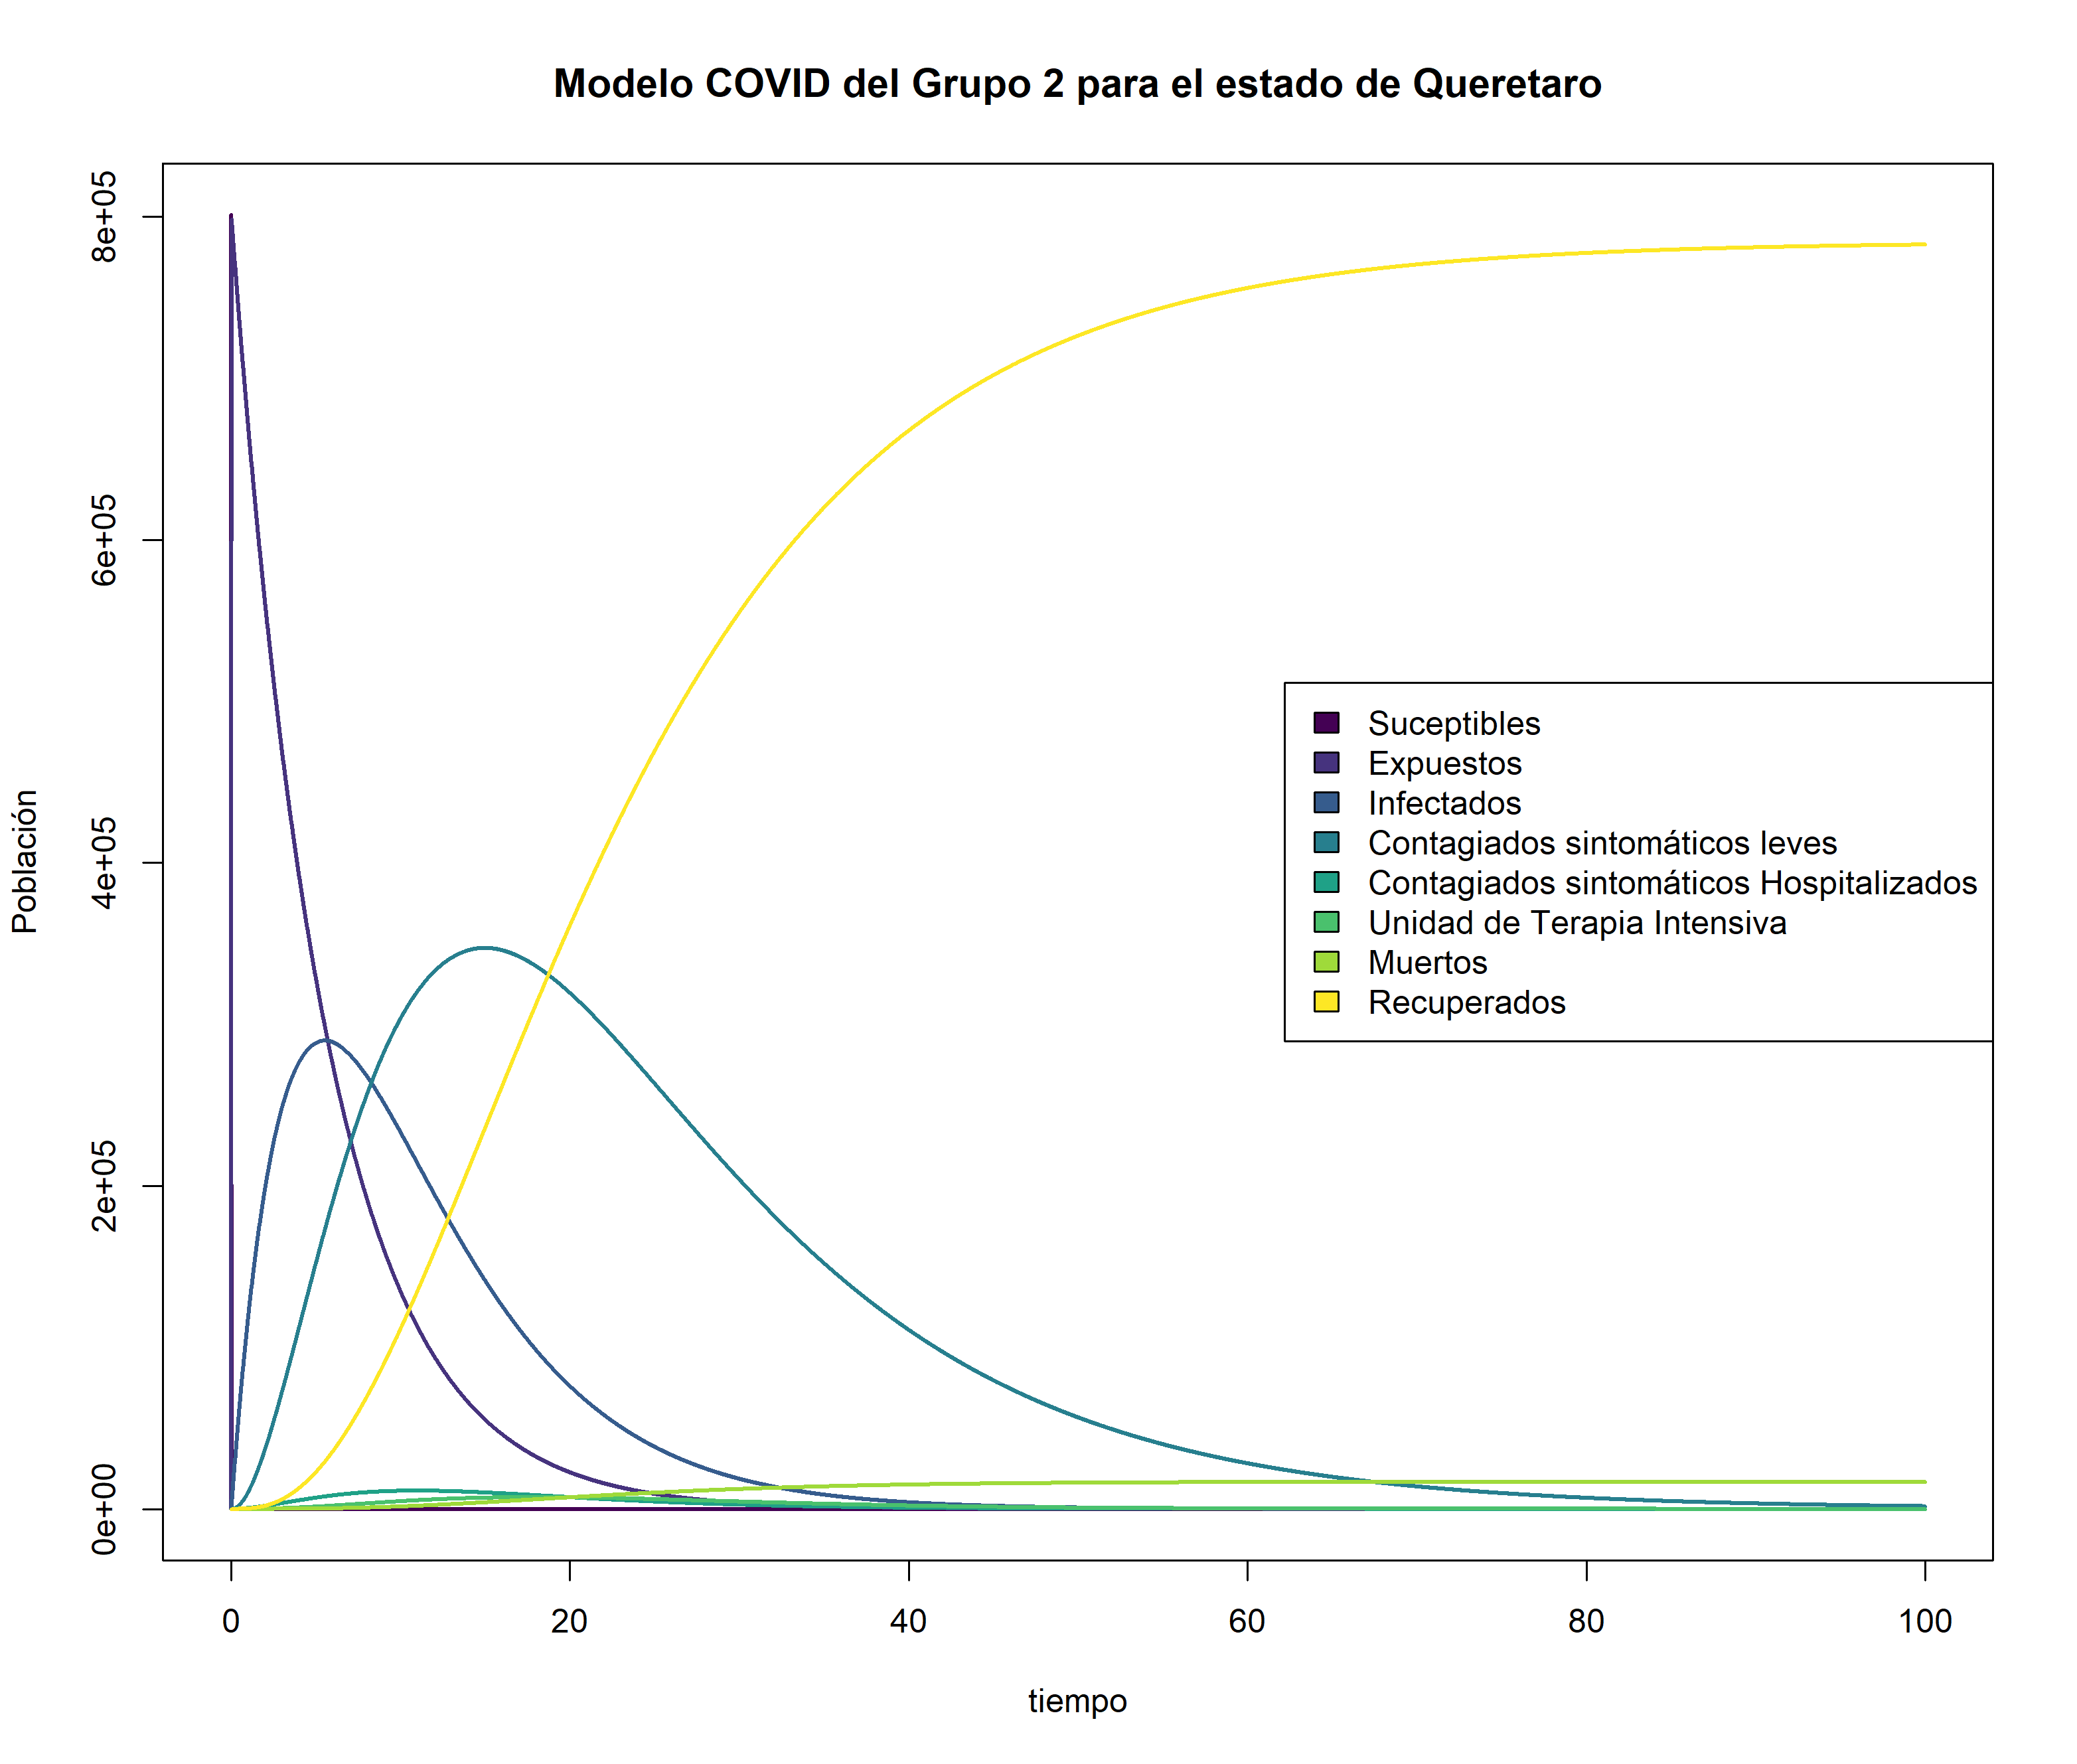 Modelo COVID del Grupo 2 para el estado de Queretaro
8e+05
6e+05
4e+05
2e+05
0e+00
Población
Suceptibles
Expuestos
Infectados
Contagiados sintomáticos leves
Contagiados sintomáticos Hospitalizados
Unidad de Terapia Intensiva
Muertos
Recuperados
0 20 40 60 80 100
tiempo